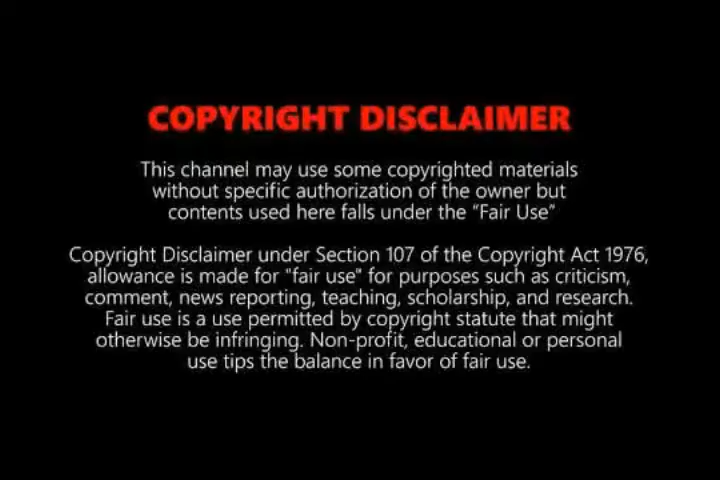 COPYRIGHT DISCLAIMER
This channel may use some copyrighted materials
without specific authorization of the owner but
contents used here falls under the “Fair Use”
Copyright Disclaimer under Section 107 of the Copyright Act 1976,
allowance is made for "fair use" for purposes such as criticism,
comment, news reporting, teaching, scholarship, and research.
Fair use is a use permitted by copyright statute that might
otherwise be infringing. Non-profit, educational or personal
use tips the balance in favor of fair use.